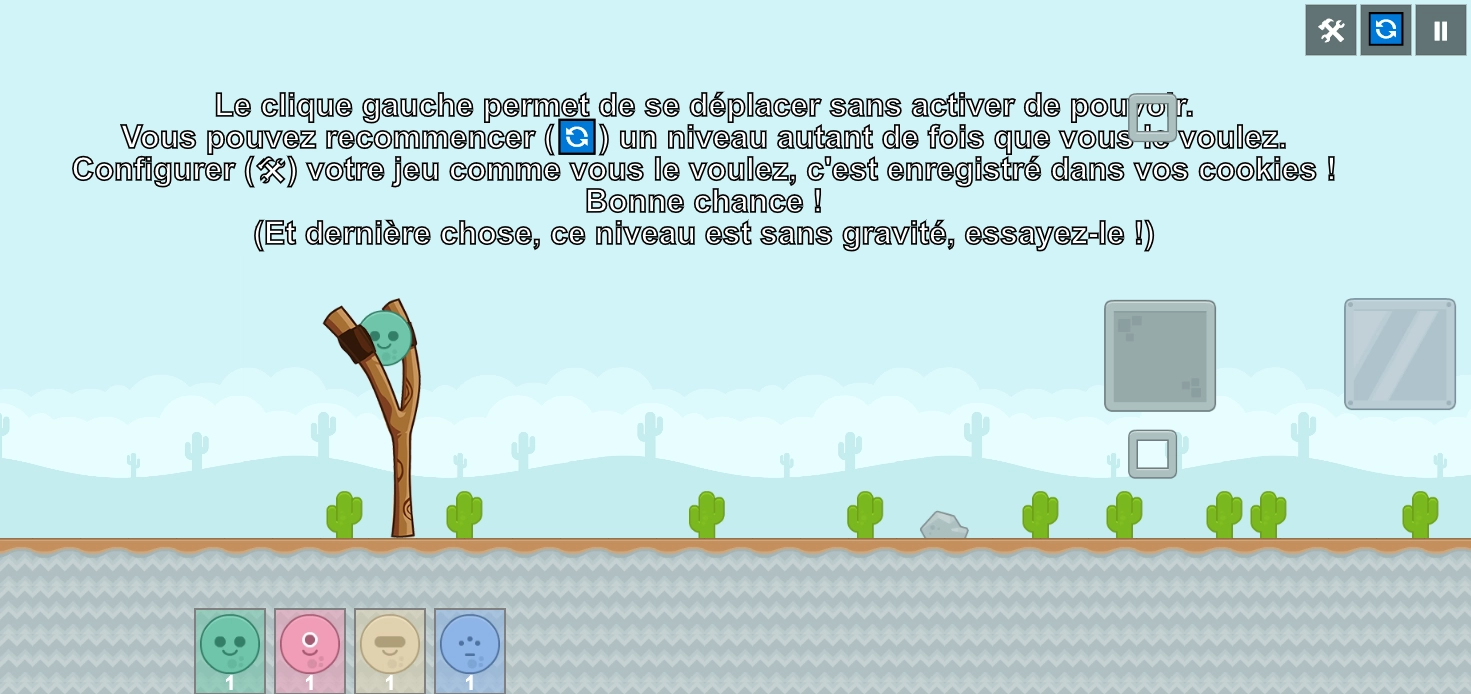 Le clique gauche permet de se déplacer sans activer de pouvoir.
Vous pouvez recommencer (🔄) un niveau autant de fois que vous le voulez.
Configurer (🛠) votre jeu comme vous le voulez, c'est enregistré dans vos cookies !
Bonne chance !
(Et dernière chose, ce niveau est sans gravité, essayez-le !)
1 1 1 1